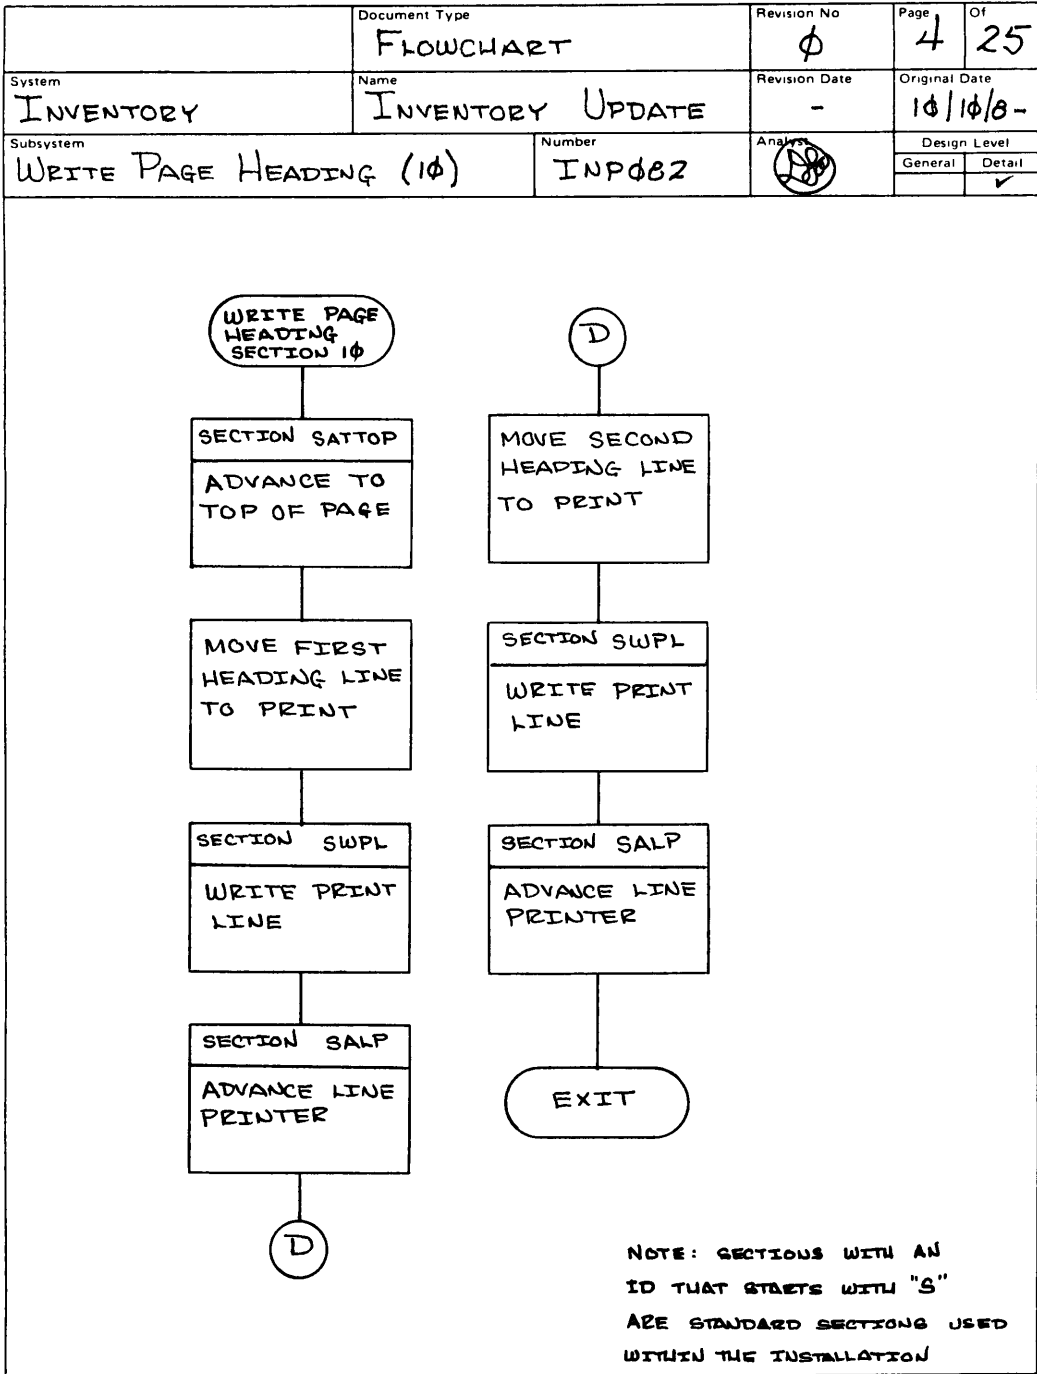 Document Type
FLOWCHART
Revision No
φ
Page
4
Of
25
System
INVENTORY
Name
INVENTORY UPDATE
Revision Date
-
Original Date
1φ/1φ/8-
Subsystem
WRITE PAGE HEADING (1φ)
Number
INPφ82
Analyst
Design Level
General
Detail
✓
WRITE PAGE
HEADING
SECTION 1φ
SECTION SATTOP
ADVANCE TO
TOP OF PAGE
MOVE FIRST
HEADING LINE
TO PRINT
SECTION SWPL
WRITE PRINT
LINE
SECTION SALP
ADVANCE LINE
PRINTER
D
D
MOVE SECOND
HEADING LINE
TO PRINT
SECTION SWPL
WRITE PRINT
LINE
SECTION SALP
ADVANCE LINE
PRINTER
EXIT
NOTE: SECTIONS WITH AN
ID THAT STARTS WITH "S"
ARE STANDARD SECTIONS USED
WITHIN THE INSTALLATION